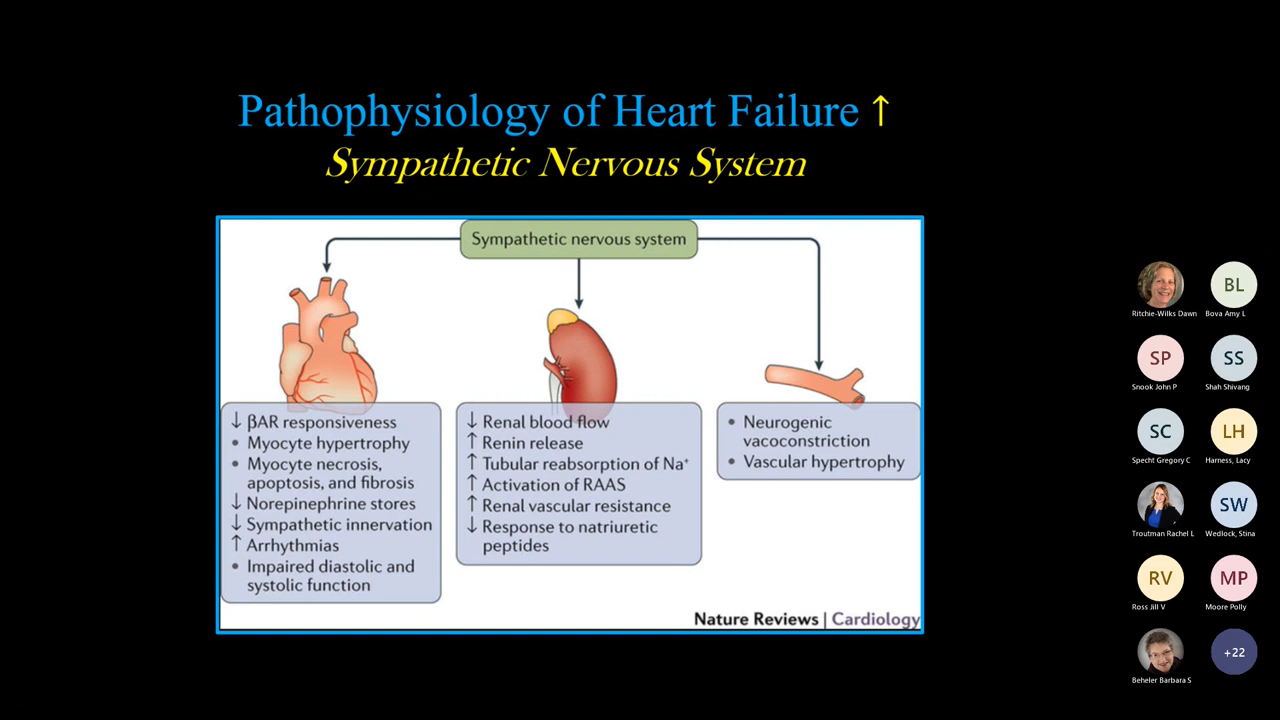 Pathophysiology of Heart Failure ↑
Sympathetic Nervous System
Sympathetic nervous system
↓ βAR responsiveness
• Myocyte hypertrophy
• Myocyte necrosis,
apoptosis, and fibrosis
↓ Norepinephrine stores
↓ Sympathetic innervation
↑ Arrhythmias
• Impaired diastolic and
systolic function
↓ Renal blood flow
↑ Renin release
↑ Tubular reabsorption of Na⁺
↑ Activation of RAAS
↑ Renal vascular resistance
↓ Response to natriuretic
peptides
• Neurogenic
vacoconstriction
• Vascular hypertrophy
Nature Reviews | Cardiology
BL
Ritchie-Wilks Dawn
Bova Amy L
SP
SS
Snook John P
Shah Shivang
SC
LH
Specht Gregory C
Harness, Lacy
SW
Troutman Rachel L
Wedlock, Stina
RV
MP
Ross Jill V
Moore Polly
+22
Beheler Barbara S